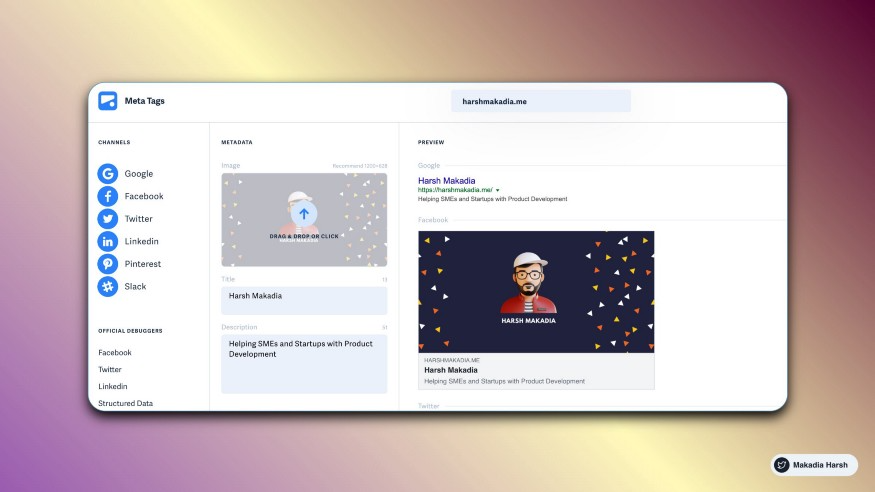 Meta Tags
harshmakadia.me
CHANNELS
Google
Facebook
Twitter
Linkedin
Pinterest
Slack
OFFICIAL DEBUGGERS
Facebook
Twitter
Linkedin
Structured Data
METADATA
Image
Recommend 1200×628
DRAG & DROP OR CLICK
HARSH MAKADIA
Title
Harsh Makadia
Description
Helping SMEs and Startups with Product
Development
PREVIEW
Google
Harsh Makadia
https://harshmakadia.me/
Helping SMEs and Startups with Product Development
Facebook
HARSH MAKADIA
HARSHMAKADIA.ME
Harsh Makadia
Helping SMEs and Startups with Product Development
Twitter
Makadia Harsh